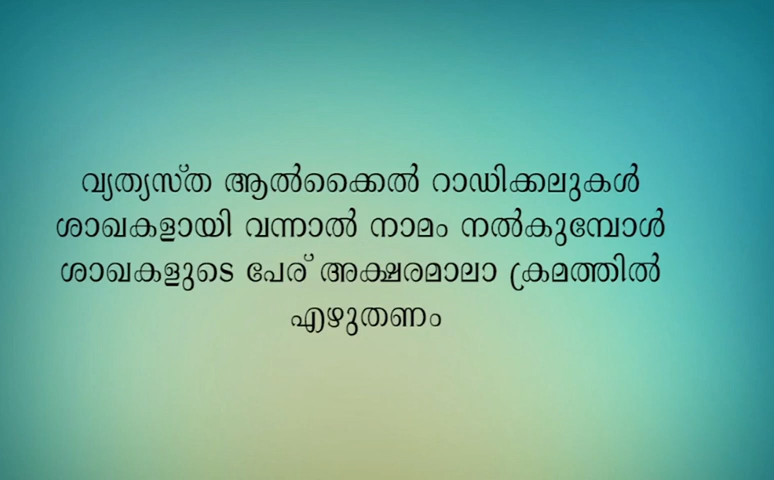 വ്യത്യസ്ത ആൽക്കൈൽ റാഡിക്കലുകൾ
ശാഖകളായി വന്നാൽ നാമം നൽകുമ്പോൾ
ശാഖകളുടെ പേര് അക്ഷരമാലാ ക്രമത്തിൽ
എഴുതണം